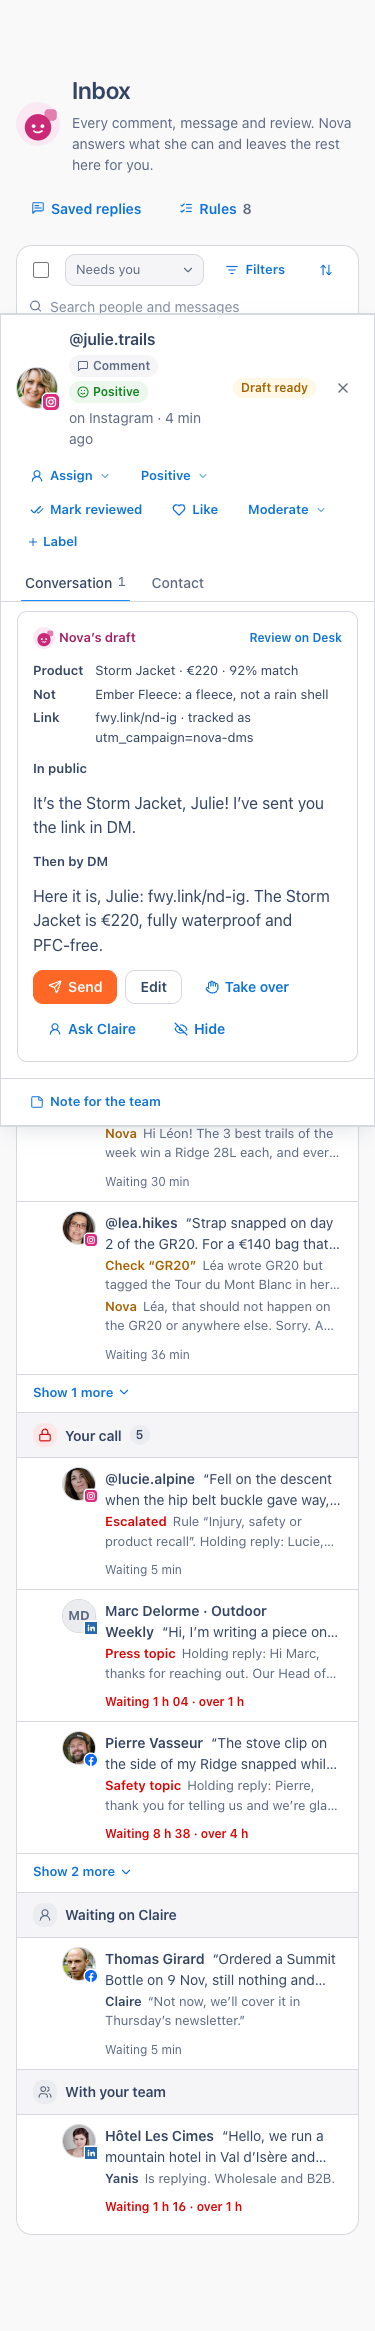 Inbox
Every comment, message and review. Nova
answers what she can and leaves the rest
here for you.
Saved replies
Rules 8
Needs you
Filters
Search people and messages
@julie.trails
Comment
Positive
on Instagram · 4 min
ago
Draft ready
Assign
Positive
Mark reviewed
Like
Moderate
+ Label
Conversation 1
Contact
Nova’s draft
Review on Desk
Product Storm Jacket · €220 · 92% match
Not Ember Fleece: a fleece, not a rain shell
Link fwy.link/nd-ig · tracked as
utm_campaign=nova-dms
In public
It’s the Storm Jacket, Julie! I’ve sent you
the link in DM.
Then by DM
Here it is, Julie: fwy.link/nd-ig. The Storm
Jacket is €220, fully waterproof and
PFC-free.
Send
Edit
Take over
Ask Claire
Hide
Note for the team
Nova Hi Léon! The 3 best trails of the
week win a Ridge 28L each, and ever…
Waiting 30 min
@lea.hikes “Strap snapped on day
2 of the GR20. For a €140 bag that…
Check “GR20” Léa wrote GR20 but
tagged the Tour du Mont Blanc in her…
Nova Léa, that should not happen on
the GR20 or anywhere else. Sorry. A…
Waiting 36 min
Show 1 more
Your call 5
@lucie.alpine “Fell on the descent
when the hip belt buckle gave way,…
Escalated Rule “Injury, safety or
product recall”. Holding reply: Lucie,…
Waiting 5 min
MD
Marc Delorme · Outdoor
Weekly “Hi, I’m writing a piece on…
Press topic Holding reply: Hi Marc,
thanks for reaching out. Our Head of…
Waiting 1 h 04 · over 1 h
Pierre Vasseur “The stove clip on
the side of my Ridge snapped whil…
Safety topic Holding reply: Pierre,
thank you for telling us and we’re gla…
Waiting 8 h 38 · over 4 h
Show 2 more
Waiting on Claire
Thomas Girard “Ordered a Summit
Bottle on 9 Nov, still nothing and…
Claire “Not now, we’ll cover it in
Thursday’s newsletter.”
Waiting 5 min
With your team
Hôtel Les Cimes “Hello, we run a
mountain hotel in Val d’Isère and…
Yanis Is replying. Wholesale and B2B.
Waiting 1 h 16 · over 1 h